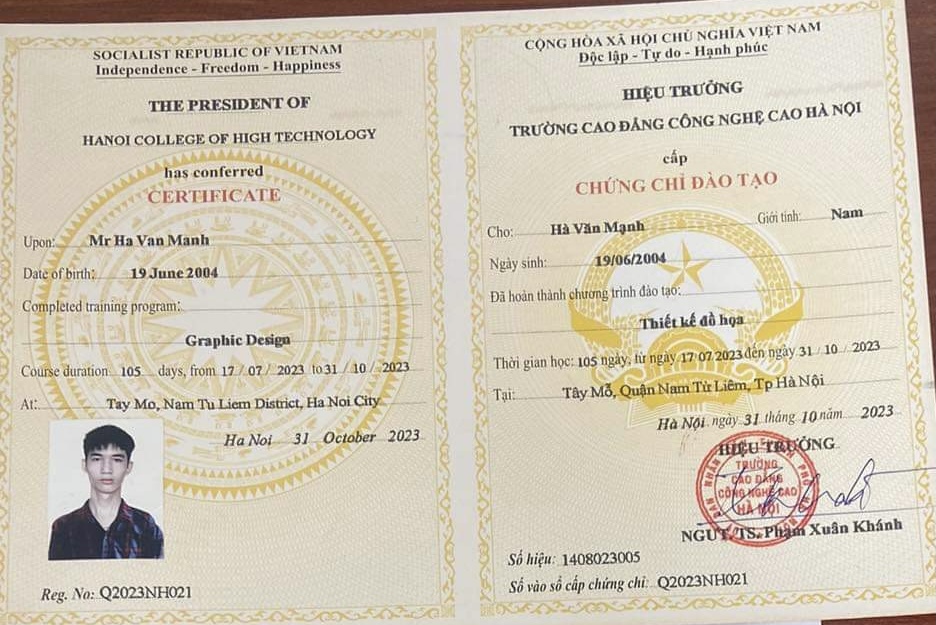 SOCIALIST REPUBLIC OF VIETNAM
Independence - Freedom - Happiness
THE PRESIDENT OF
HANOI COLLEGE OF HIGH TECHNOLOGY
has conferred
CERTIFICATE
Upon: Mr Ha Van Manh
Date of birth: 19 June 2004
Completed training program:
Graphic Design
Course duration 105 days, from 17 / 07 / 2023 to 31 / 10 / 2023
At: Tay Mo, Nam Tu Liem District, Ha Noi City
Ha Noi 31 October 2023
Reg. No: Q2023NH021
CỘNG HÒA XÃ HỘI CHỦ NGHĨA VIỆT NAM
Độc lập - Tự do - Hạnh phúc
HIỆU TRƯỞNG
TRƯỜNG CAO ĐẲNG CÔNG NGHỆ CAO HÀ NỘI
cấp
CHỨNG CHỈ ĐÀO TẠO
Cho: Hà Văn Mạnh Giới tính: Nam
Ngày sinh: 19/06/2004
Đã hoàn thành chương trình đào tạo:
Thiết kế đồ họa
Thời gian học: 105 ngày, từ ngày 17 07 2023 đến ngày 31 / 10 / 2023
Tại: Tây Mỗ, Quận Nam Từ Liêm, Tp Hà Nội
Hà Nội ngày 31 tháng 10 năm 2023
HIỆU TRƯỞNG
TRƯỜNG
CAO ĐẲNG
CÔNG NGHỆ CAO
HÀ NỘI
NGƯT, TS. Phạm Xuân Khánh
Số hiệu: 1408023005
Số vào sổ cấp chứng chỉ: Q2023NH021